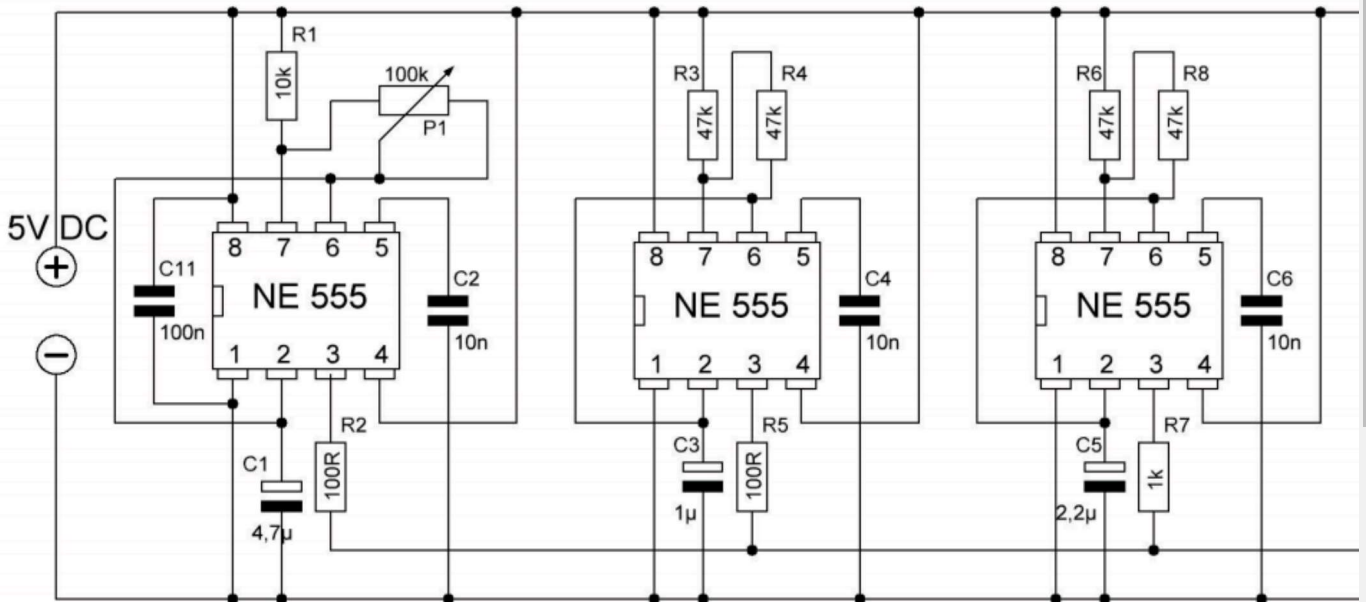 5V DC
+
−
R1
10k
100k
P1
C11
100n
8 7 6 5
NE 555
1 2 3 4
C2
10n
C1
4,7µ
R2
100R
R3
47k
R4
47k
8 7 6 5
NE 555
1 2 3 4
C4
10n
C3
1µ
R5
100R
R6
47k
R8
47k
8 7 6 5
NE 555
1 2 3 4
C6
10n
C5
2,2µ
R7
1k